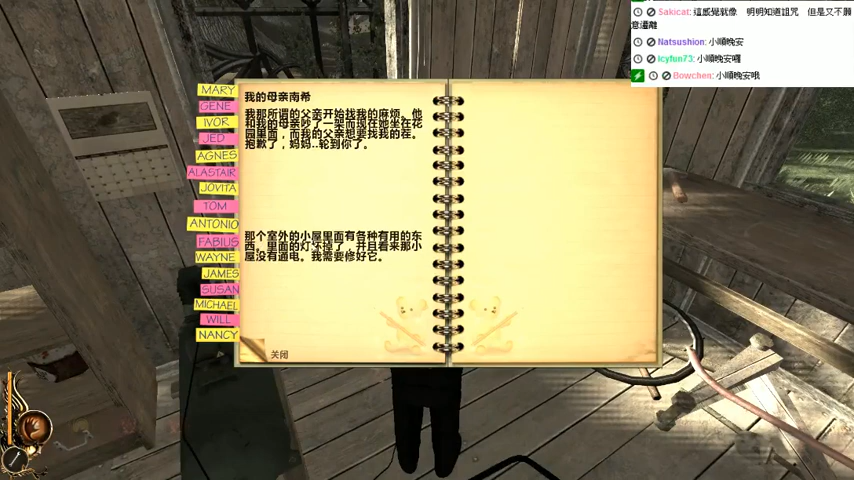 Sakicat: 這感覺就像 明明知道詛咒 但是又不願
意遠離
Natsushion: 小順晚安
Icyfun73: 小順晚安喔
Bowchen: 小順晚安哦
MARY
GENE
IVOR
JED
AGNES
ALASTAIR
JOVITA
TOM
ANTONIO
FABIUS
WAYNE
JAMES
SUSAN
MICHAEL
WILL
NANCY
我的母亲南希
我那所谓的父亲开始找我的麻烦。他
和我的母亲吵了一架而现在她坐在花
园里面，而我的父亲想要找我的茬。
抱歉了，妈妈..轮到你了。
那个室外的小屋里面有各种有用的东
西。里面的灯坏掉了，并且看来那小
屋没有通电。我需要修好它。
关闭